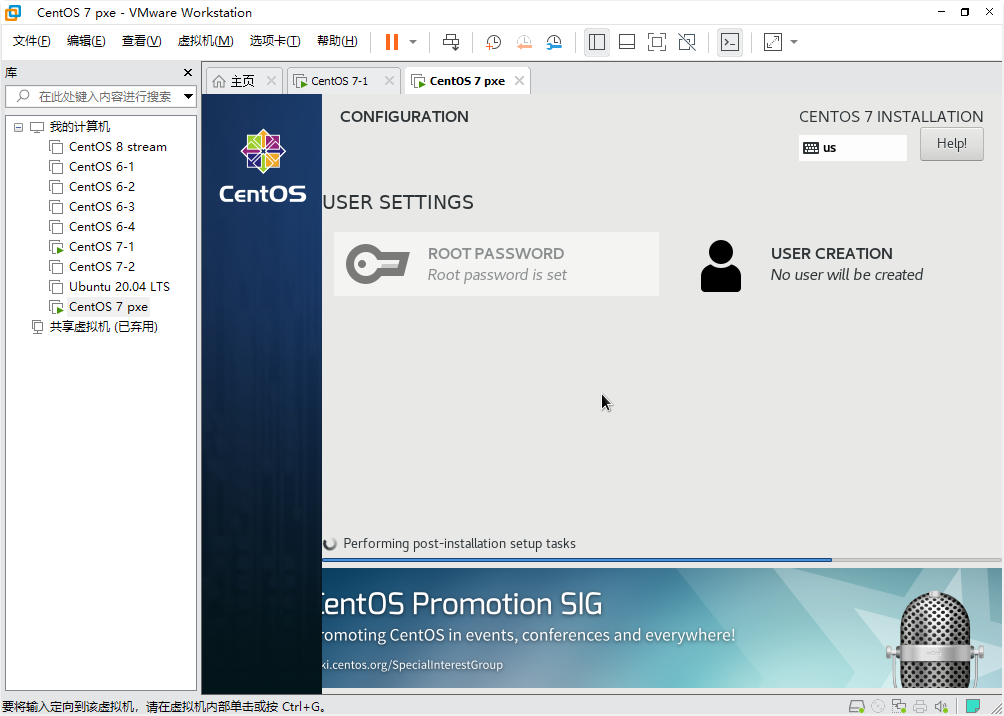 CentOS 7 pxe - VMware Workstation
文件(F) 编辑(E) 查看(V) 虚拟机(M) 选项卡(T) 帮助(H)
库
在此处键入内容进行搜索
我的计算机
CentOS 8 stream
CentOS 6-1
CentOS 6-2
CentOS 6-3
CentOS 6-4
CentOS 7-1
CentOS 7-2
Ubuntu 20.04 LTS
CentOS 7 pxe
共享虚拟机 (已弃用)
主页 CentOS 7-1 CentOS 7 pxe
CentOS
CONFIGURATION
CENTOS 7 INSTALLATION
us
Help!
USER SETTINGS
ROOT PASSWORD
Root password is set
USER CREATION
No user will be created
Performing post-installation setup tasks
CentOS Promotion SIG
romoting CentOS in events, conferences and everywhere!
ki.centos.org/SpecialInterestGroup
要将输入定向到该虚拟机，请在虚拟机内部单击或按 Ctrl+G。